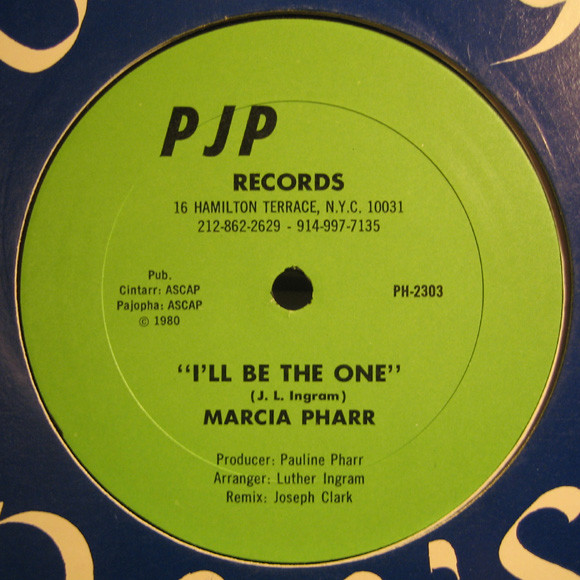 PJP
RECORDS
16 HAMILTON TERRACE, N.Y.C. 10031
212-862-2629 - 914-997-7135
Pub.
Cintarr: ASCAP
Pajopha: ASCAP
© 1980
PH-2303
"I'LL BE THE ONE"
(J. L. Ingram)
MARCIA PHARR
Producer: Pauline Pharr
Arranger: Luther Ingram
Remix: Joseph Clark